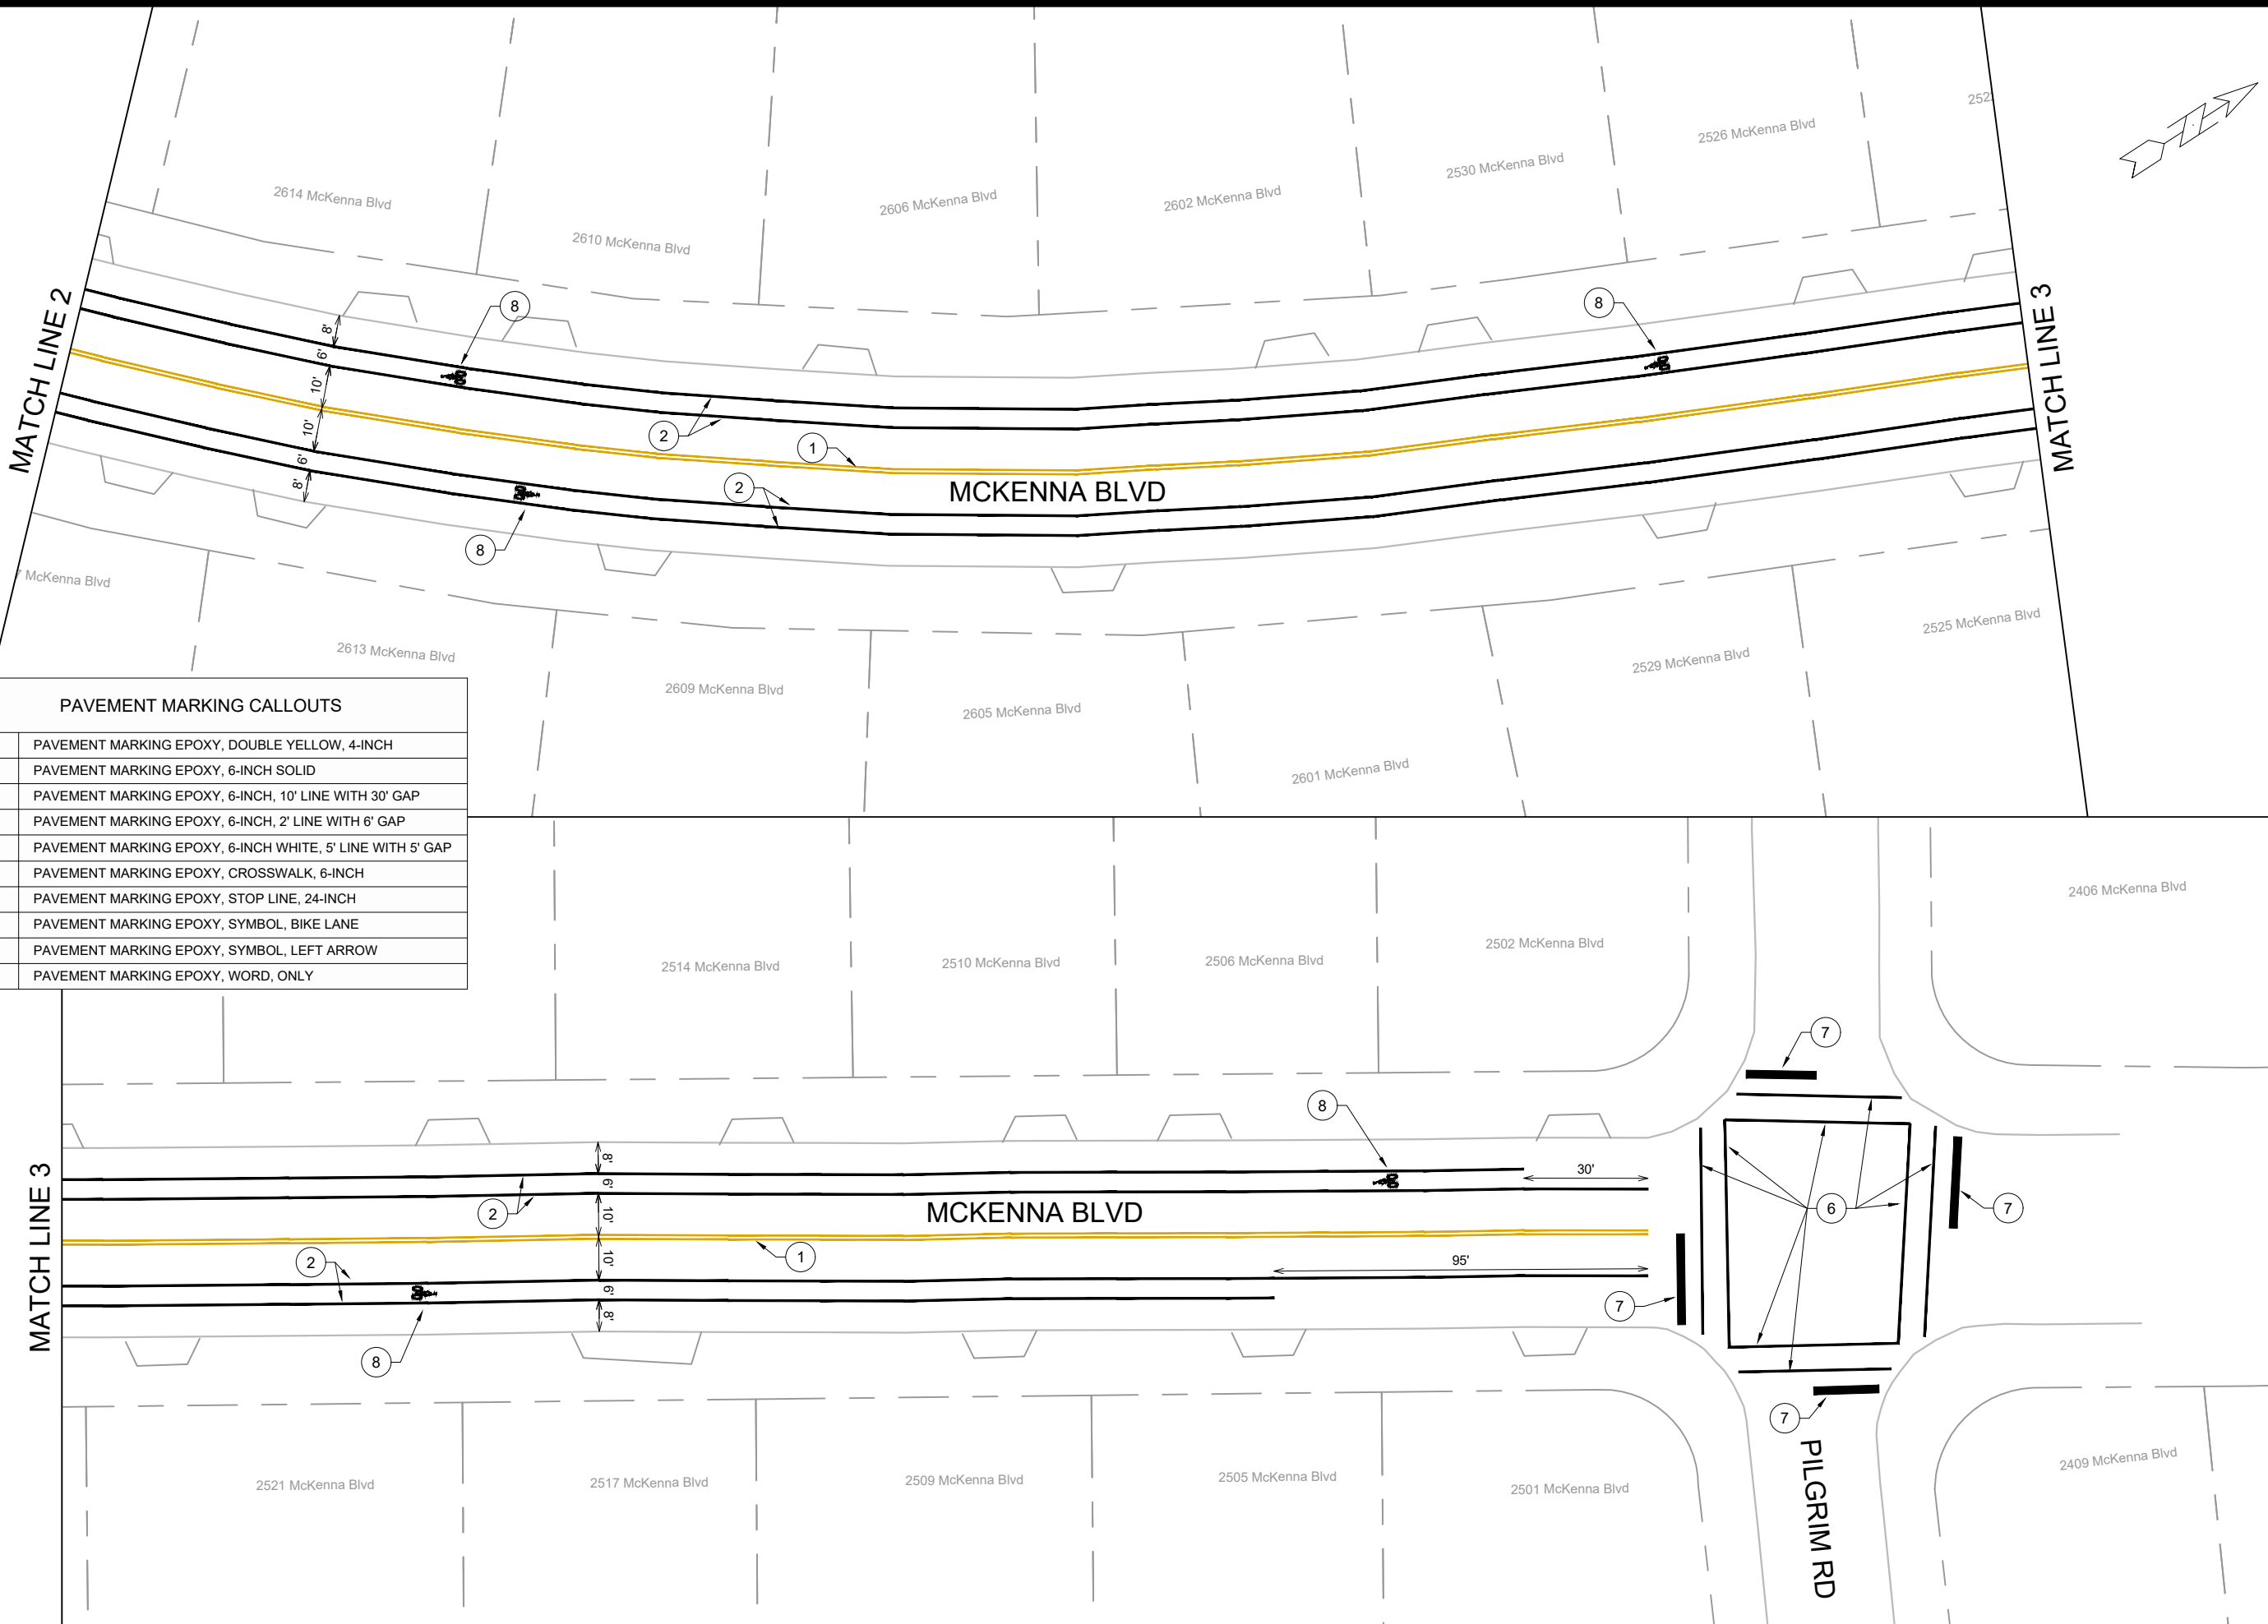 2522
2526 McKenna Blvd
2530 McKenna Blvd
2614 McKenna Blvd
2606 McKenna Blvd
2602 McKenna Blvd
2610 McKenna Blvd
MATCH LINE 2
MATCH LINE 3
8
8
8'
6'
10'
10'
6'
8'
2
1
2
MCKENNA BLVD
8
7 McKenna Blvd
2613 McKenna Blvd
2609 McKenna Blvd
2605 McKenna Blvd
2601 McKenna Blvd
2529 McKenna Blvd
2525 McKenna Blvd
PAVEMENT MARKING CALLOUTS
PAVEMENT MARKING EPOXY, DOUBLE YELLOW, 4-INCH
PAVEMENT MARKING EPOXY, 6-INCH SOLID
PAVEMENT MARKING EPOXY, 6-INCH, 10' LINE WITH 30' GAP
PAVEMENT MARKING EPOXY, 6-INCH, 2' LINE WITH 6' GAP
PAVEMENT MARKING EPOXY, 6-INCH WHITE, 5' LINE WITH 5' GAP
PAVEMENT MARKING EPOXY, CROSSWALK, 6-INCH
PAVEMENT MARKING EPOXY, STOP LINE, 24-INCH
PAVEMENT MARKING EPOXY, SYMBOL, BIKE LANE
PAVEMENT MARKING EPOXY, SYMBOL, LEFT ARROW
PAVEMENT MARKING EPOXY, WORD, ONLY
2514 McKenna Blvd
2510 McKenna Blvd
2506 McKenna Blvd
2502 McKenna Blvd
2406 McKenna Blvd
7
8
MATCH LINE 3
8'
6'
10'
10'
6'
8'
30'
2
MCKENNA BLVD
6
7
2
1
95'
7
8
7
2521 McKenna Blvd
2517 McKenna Blvd
2509 McKenna Blvd
2505 McKenna Blvd
2501 McKenna Blvd
2409 McKenna Blvd
PILGRIM RD